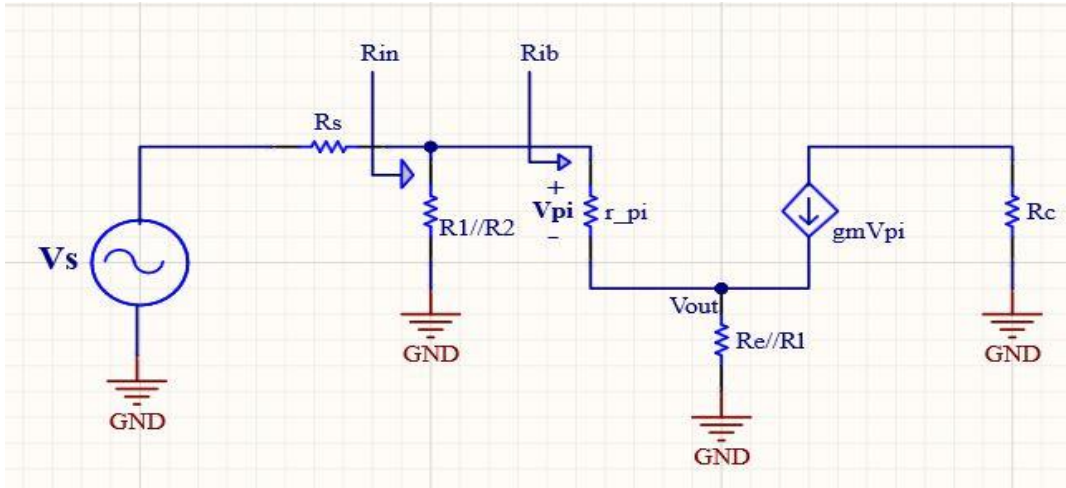 Rin
Rib
Rs
R1//R2
+
Vpi
-
r_pi
gmVpi
Rc
Vs
Vout
Re//Rl
GND
GND
GND
GND